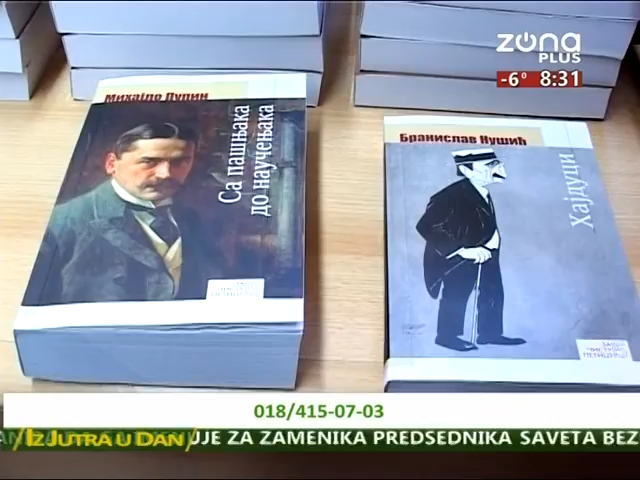 ZONA
PLUS
-6° 8:31
Михајло Пупин
Са пашњака
до научењака
Бранислав Нушић
Хајдуци
018/415-07-03
IZ JUTRA U DAN
UJE ZA ZAMENIKA PREDSEDNIKA SAVETA BEZ